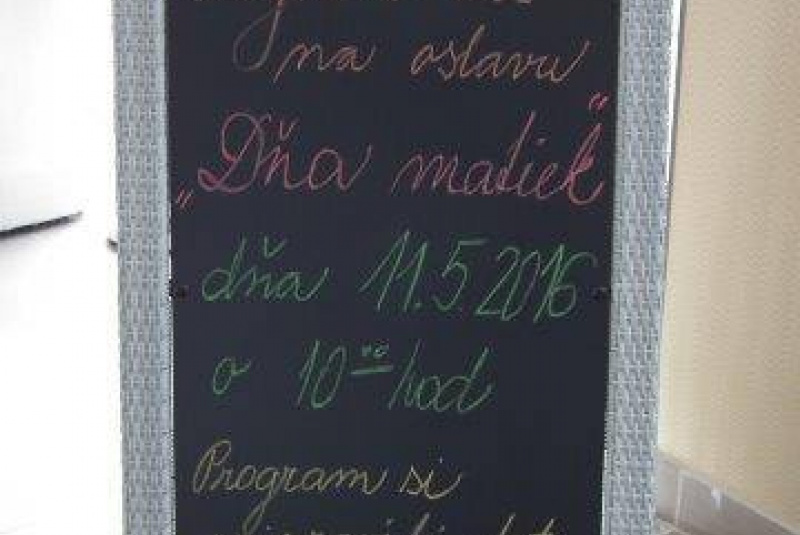 na oslavu
„Dňa matiek“
dňa 11.5.2016
o 10⁰⁰ hod
Program si